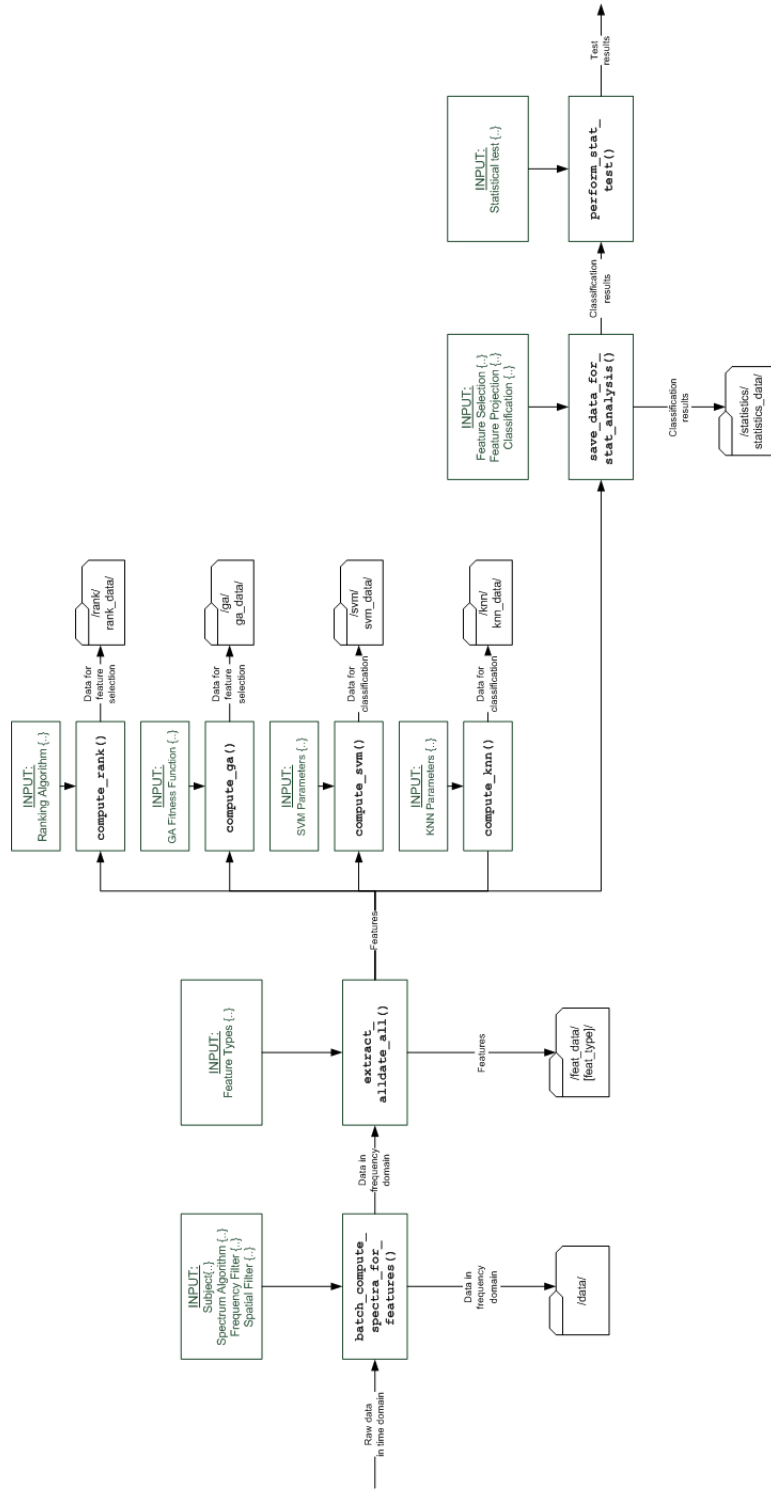 Raw data
in time domain
INPUT:
Subject{..}
Spectrum Algorithm {..}
Frequency Filter {..}
Spatial Filter {..}
batch_compute_
spectra_for_
features()
Data in
frequency
domain
/data/
Data in
frequency
domain
INPUT:
Feature Types {..}
extract_
alldate_all()
Features
/feat_data/
[feat_type]/
Features
INPUT:
Ranking Algorithm {..}
compute_rank()
Data for
feature
selection
/rank/
rank_data/
INPUT:
GA Fitness Function {..}
compute_ga()
Data for
feature
selection
/ga/
ga_data/
INPUT:
SVM Parameters {..}
compute_svm()
Data for
classification
/svm/
svm_data/
INPUT:
KNN Parameters {..}
compute_knn()
Data for
classification
/knn/
knn_data/
INPUT:
Feature Selection {..}
Feature Projection {..}
Classification {..}
save_data_for_
stat_analysis()
Classification
results
/statistics/
statistics_data/
Classification
results
INPUT:
Statistical test {..}
perform_stat_
test()
Test
results